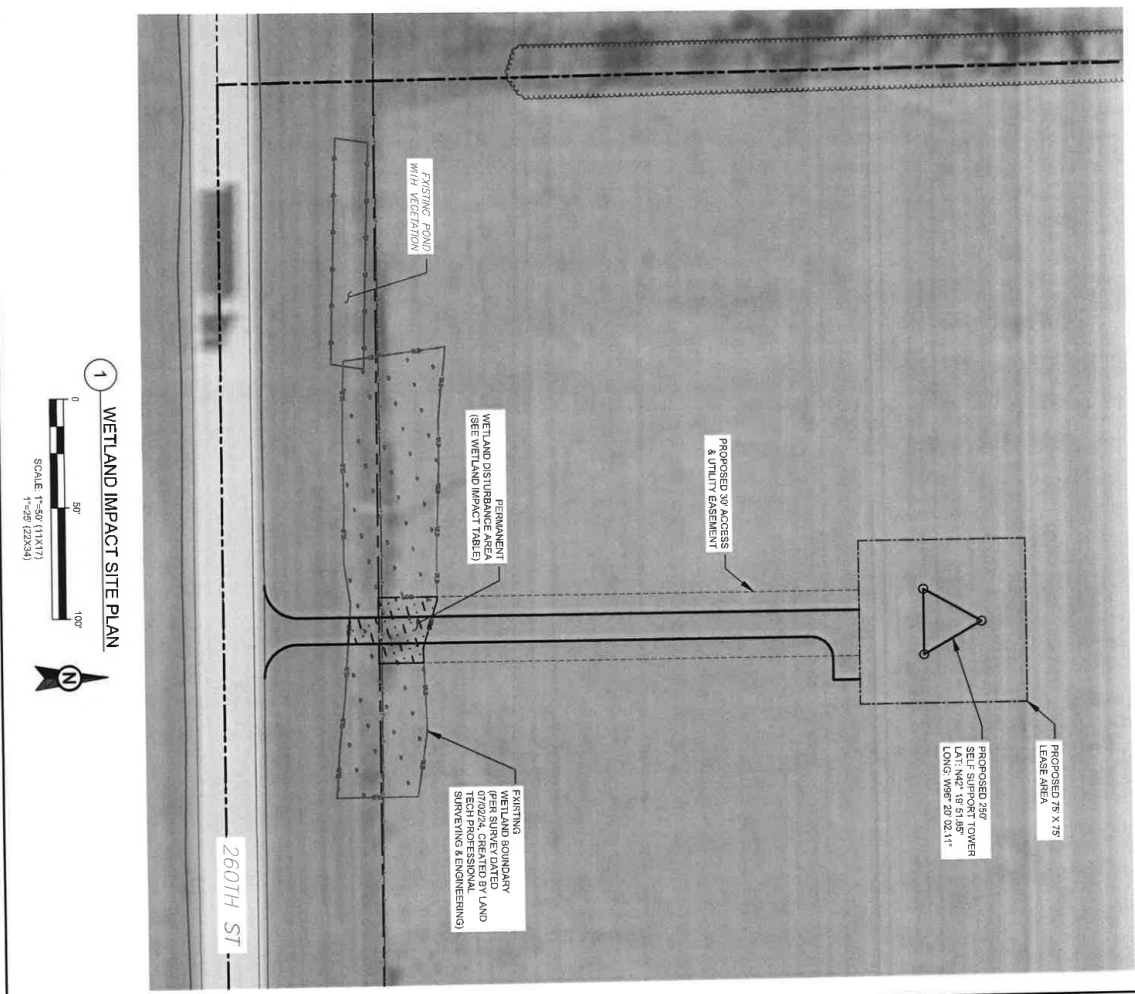 PROPOSED 75' X 75'
LEASE AREA
PROPOSED 250'
SELF SUPPORT TOWER
LAT: N42° 19' 51.85"
LONG: W96° 20' 02.11"
PROPOSED 30' ACCESS
& UTILITY EASEMENT
PERMANENT
WETLAND DISTURBANCE AREA
(SEE WETLAND IMPACT TABLE)
EXISTING POND
WITH VEGETATION
EXISTING
WETLAND BOUNDARY
(PER SURVEY DATED
07/02/24, CREATED BY LAND
TECH PROFESSIONAL
SURVEYING & ENGINEERING)
260TH ST
1
WETLAND IMPACT SITE PLAN
0 50' 100'
SCALE: 1"=50' (11X17)
1"=25' (22X34)
N